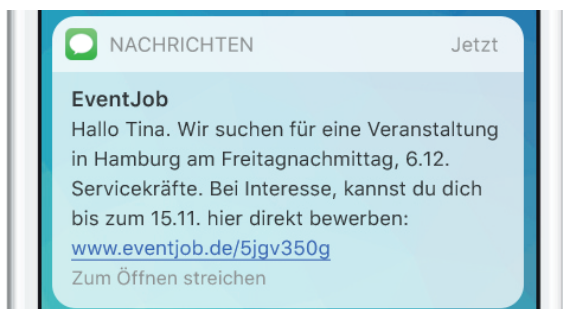 NACHRICHTEN Jetzt
EventJob
Hallo Tina. Wir suchen für eine Veranstaltung
in Hamburg am Freitagnachmittag, 6.12.
Servicekräfte. Bei Interesse, kannst du dich
bis zum 15.11. hier direkt bewerben:
www.eventjob.de/5jgv350g
Zum Öffnen streichen